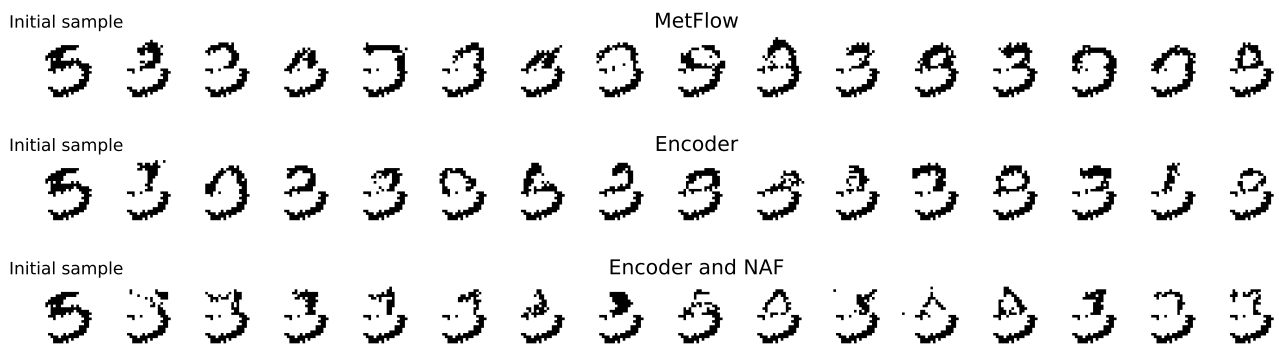 Initial sample MetFlow
Initial sample Encoder
Initial sample Encoder and NAF